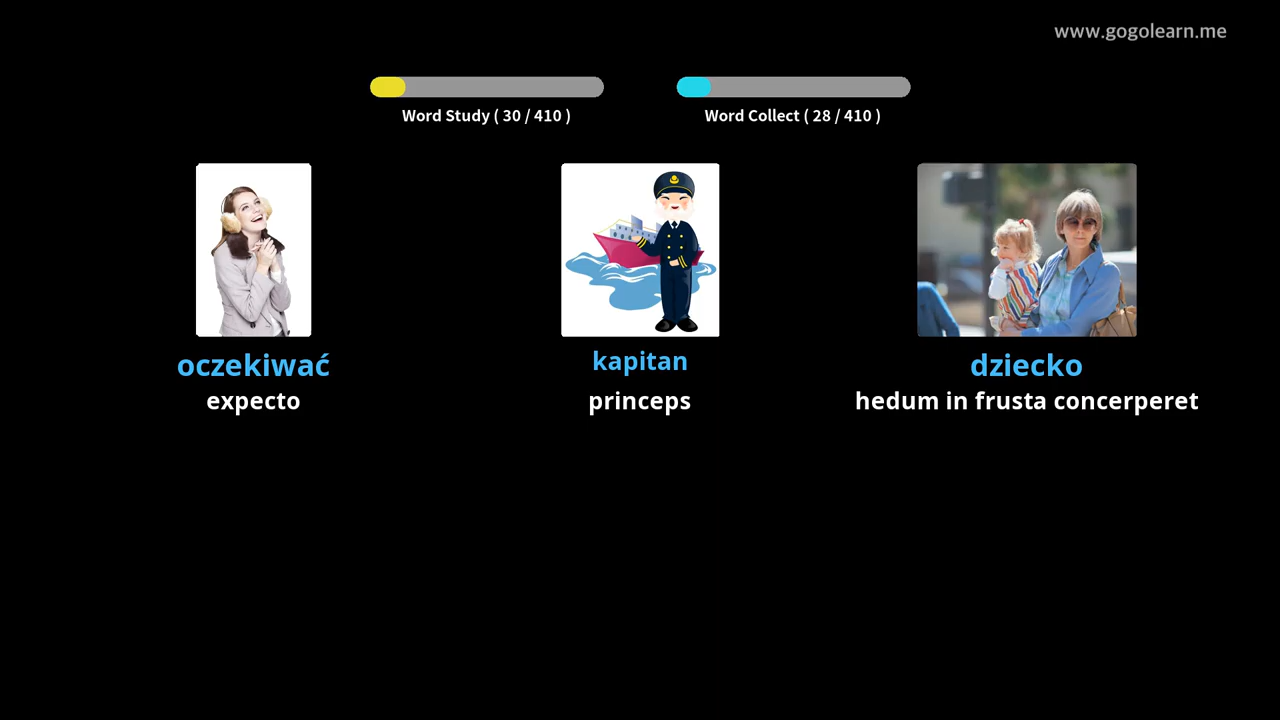 www.gogolearn.me
Word Study ( 30 / 410 )
Word Collect ( 28 / 410 )
oczekiwać
expecto
kapitan
princeps
dziecko
hedum in frusta concerperet